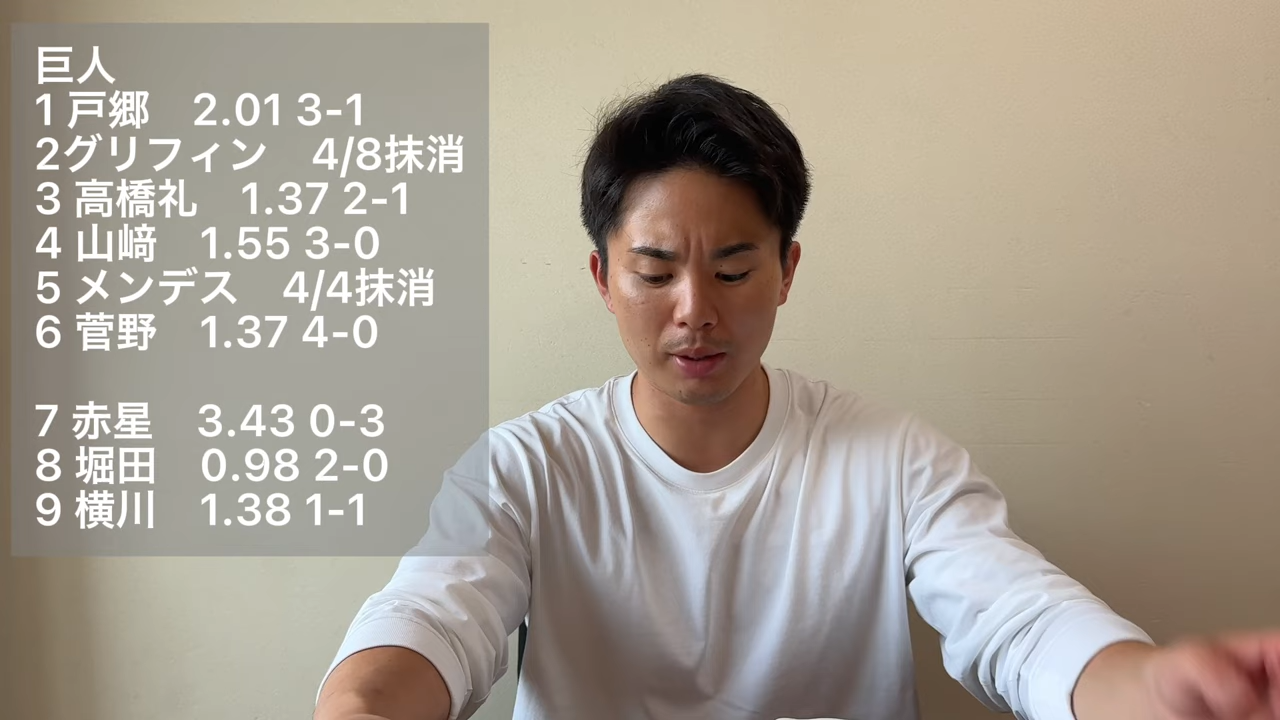 巨人
1 戸郷　2.01 3-1
2グリフィン　4/8抹消
3 高橋礼　1.37 2-1
4 山﨑　1.55 3-0
5 メンデス　4/4抹消
6 菅野　1.37 4-0
7 赤星　3.43 0-3
8 堀田　0.98 2-0
9 横川　1.38 1-1